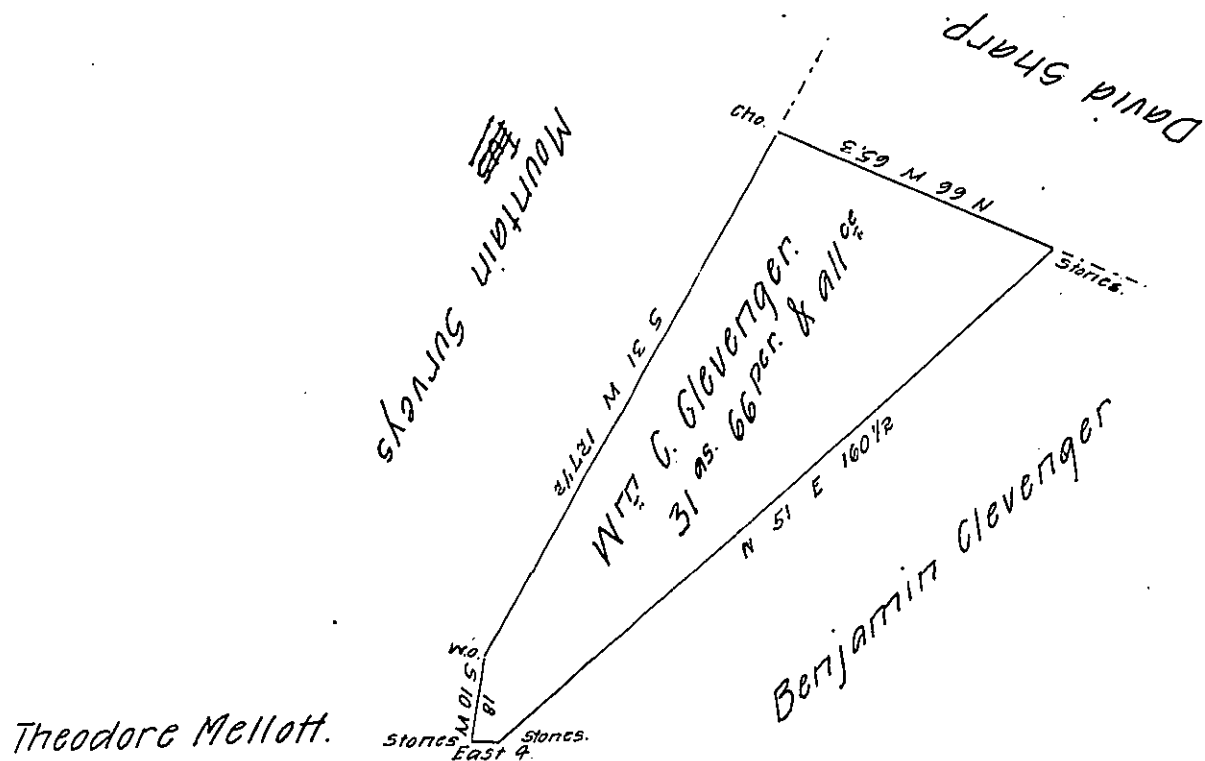 David Sharp.
Cho.
N 66 W 65.3
Stones.
Mountain Surveys
S 31 W 127 1/2
Wm. C. Clevenger.
31 as. 66 per. & all ce
N 51 E 160 1/2
Benjamin Clevenger
W.O.
S 10 W 18
Theodore Mellott.
Stones
East 4.
Stones.